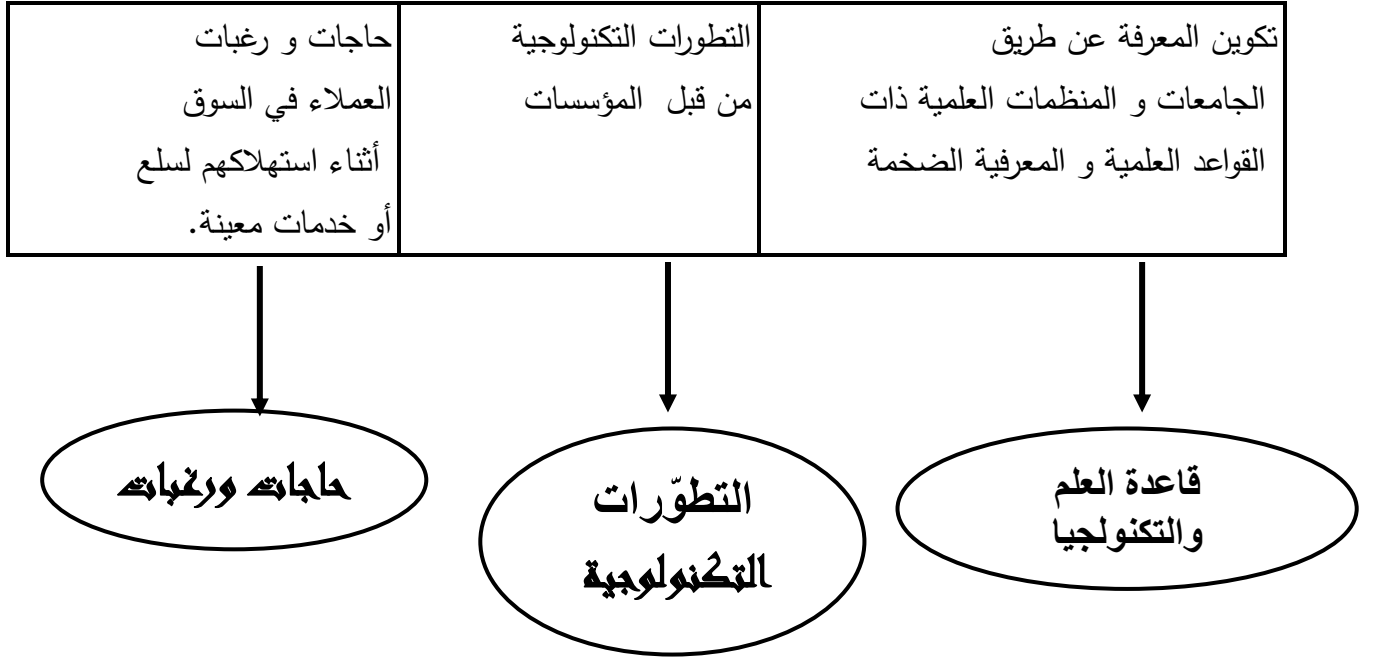 تكوين المعرفة عن طريق
الجامعات و المنظمات العلمية ذات
القواعد العلمية و المعرفية الضخمة
التطورات التكنولوجية
من قبل المؤسسات
حاجات و رغبات
العملاء في السوق
أثناء استهلاكهم لسلع
أو خدمات معينة.
قاعدة العلم
والتكنولجيا
التطوّرات
التكنولوجية
حاجات ورغبات